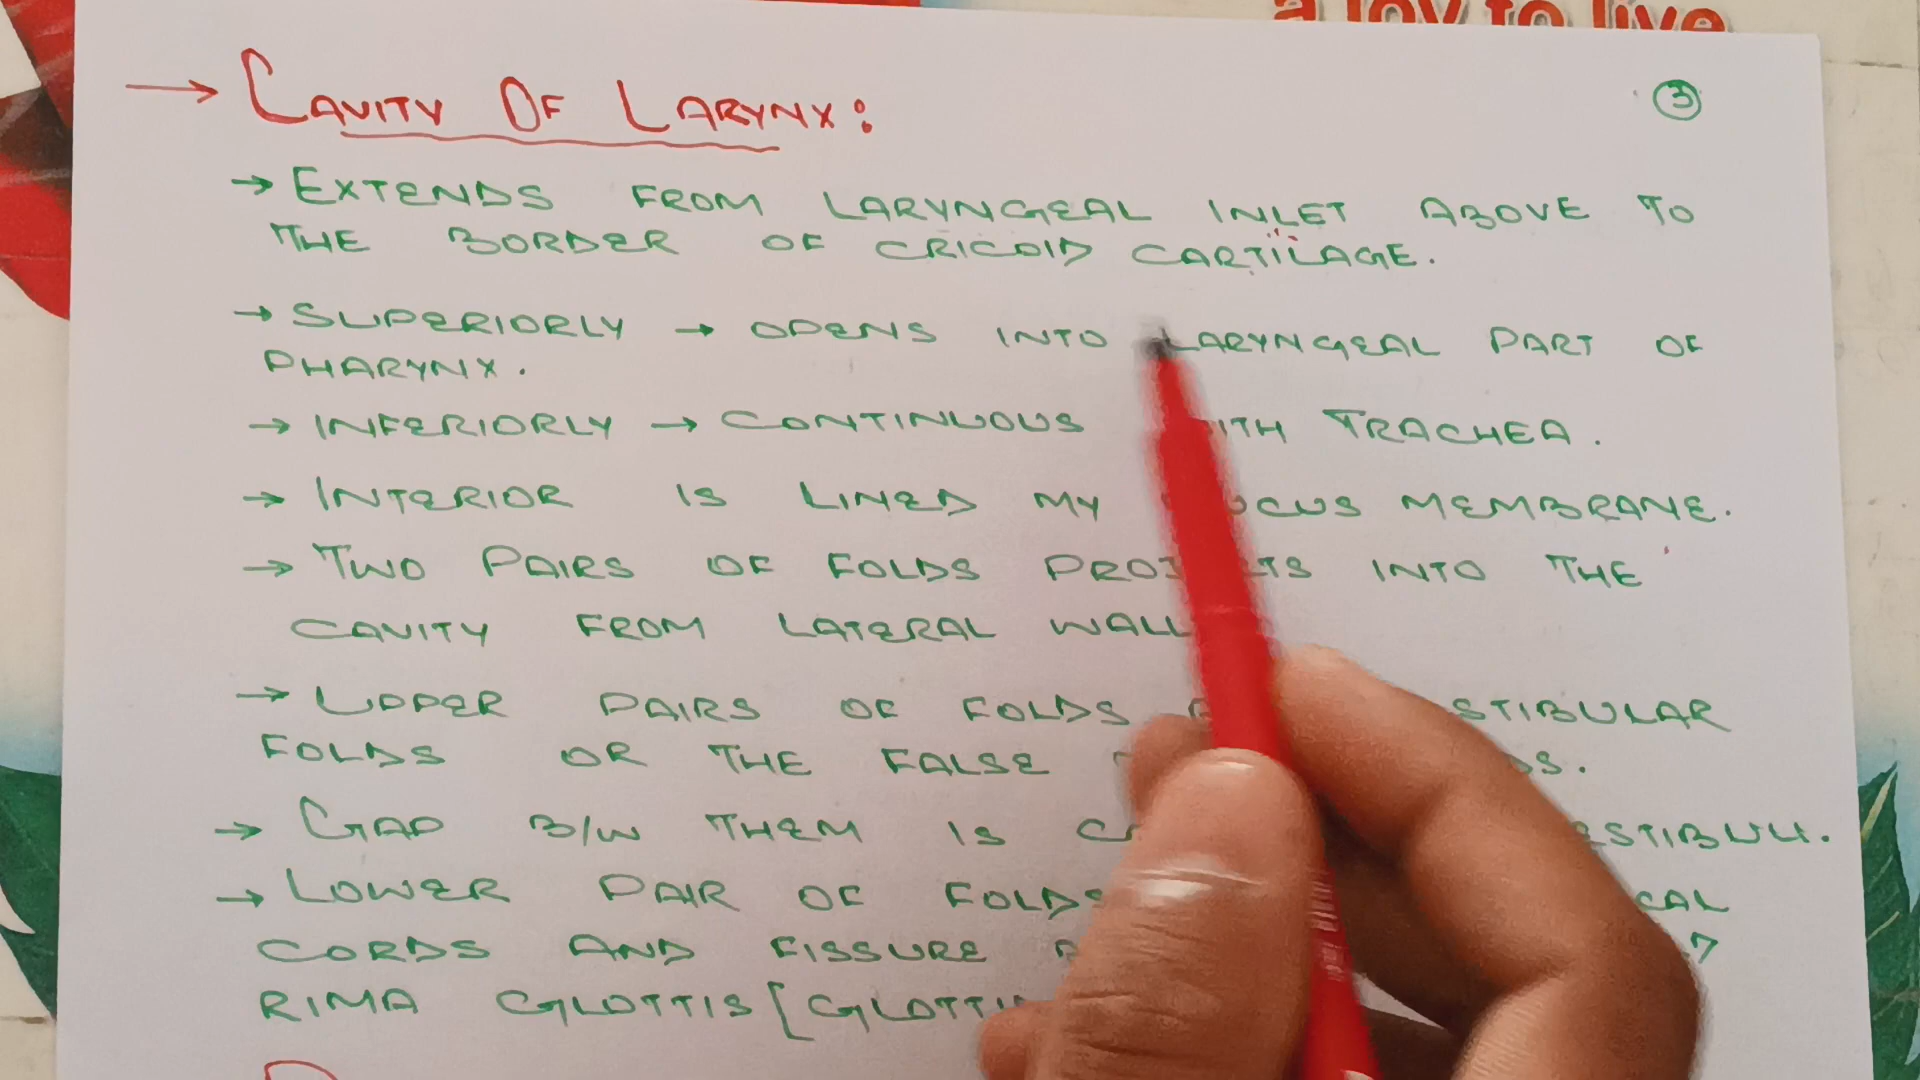 a joy to live
→ CAVITY OF LARYNX:
3
→ EXTENDS FROM LARYNGEAL INLET ABOVE TO
THE BORDER OF CRICOID CARTILAGE.
→ SUPERIORLY → OPENS INTO LARYNGEAL PART OF
PHARYNX.
→ INFERIORLY → CONTINUOUS WITH TRACHEA.
→ INTERIOR IS LINED MY MUCUS MEMBRANE.
→ TWO PAIRS OF FOLDS INTO THE
CAVITY FROM LATERAL WALL
→ UPPER PAIRS OF FOLDS
FOLDS OR THE FALSE
→ GAP B/W THEM IS
→ LOWER PAIR OF FOLDS
CORDS AND FISSURE
RIMA GLOTTIS [